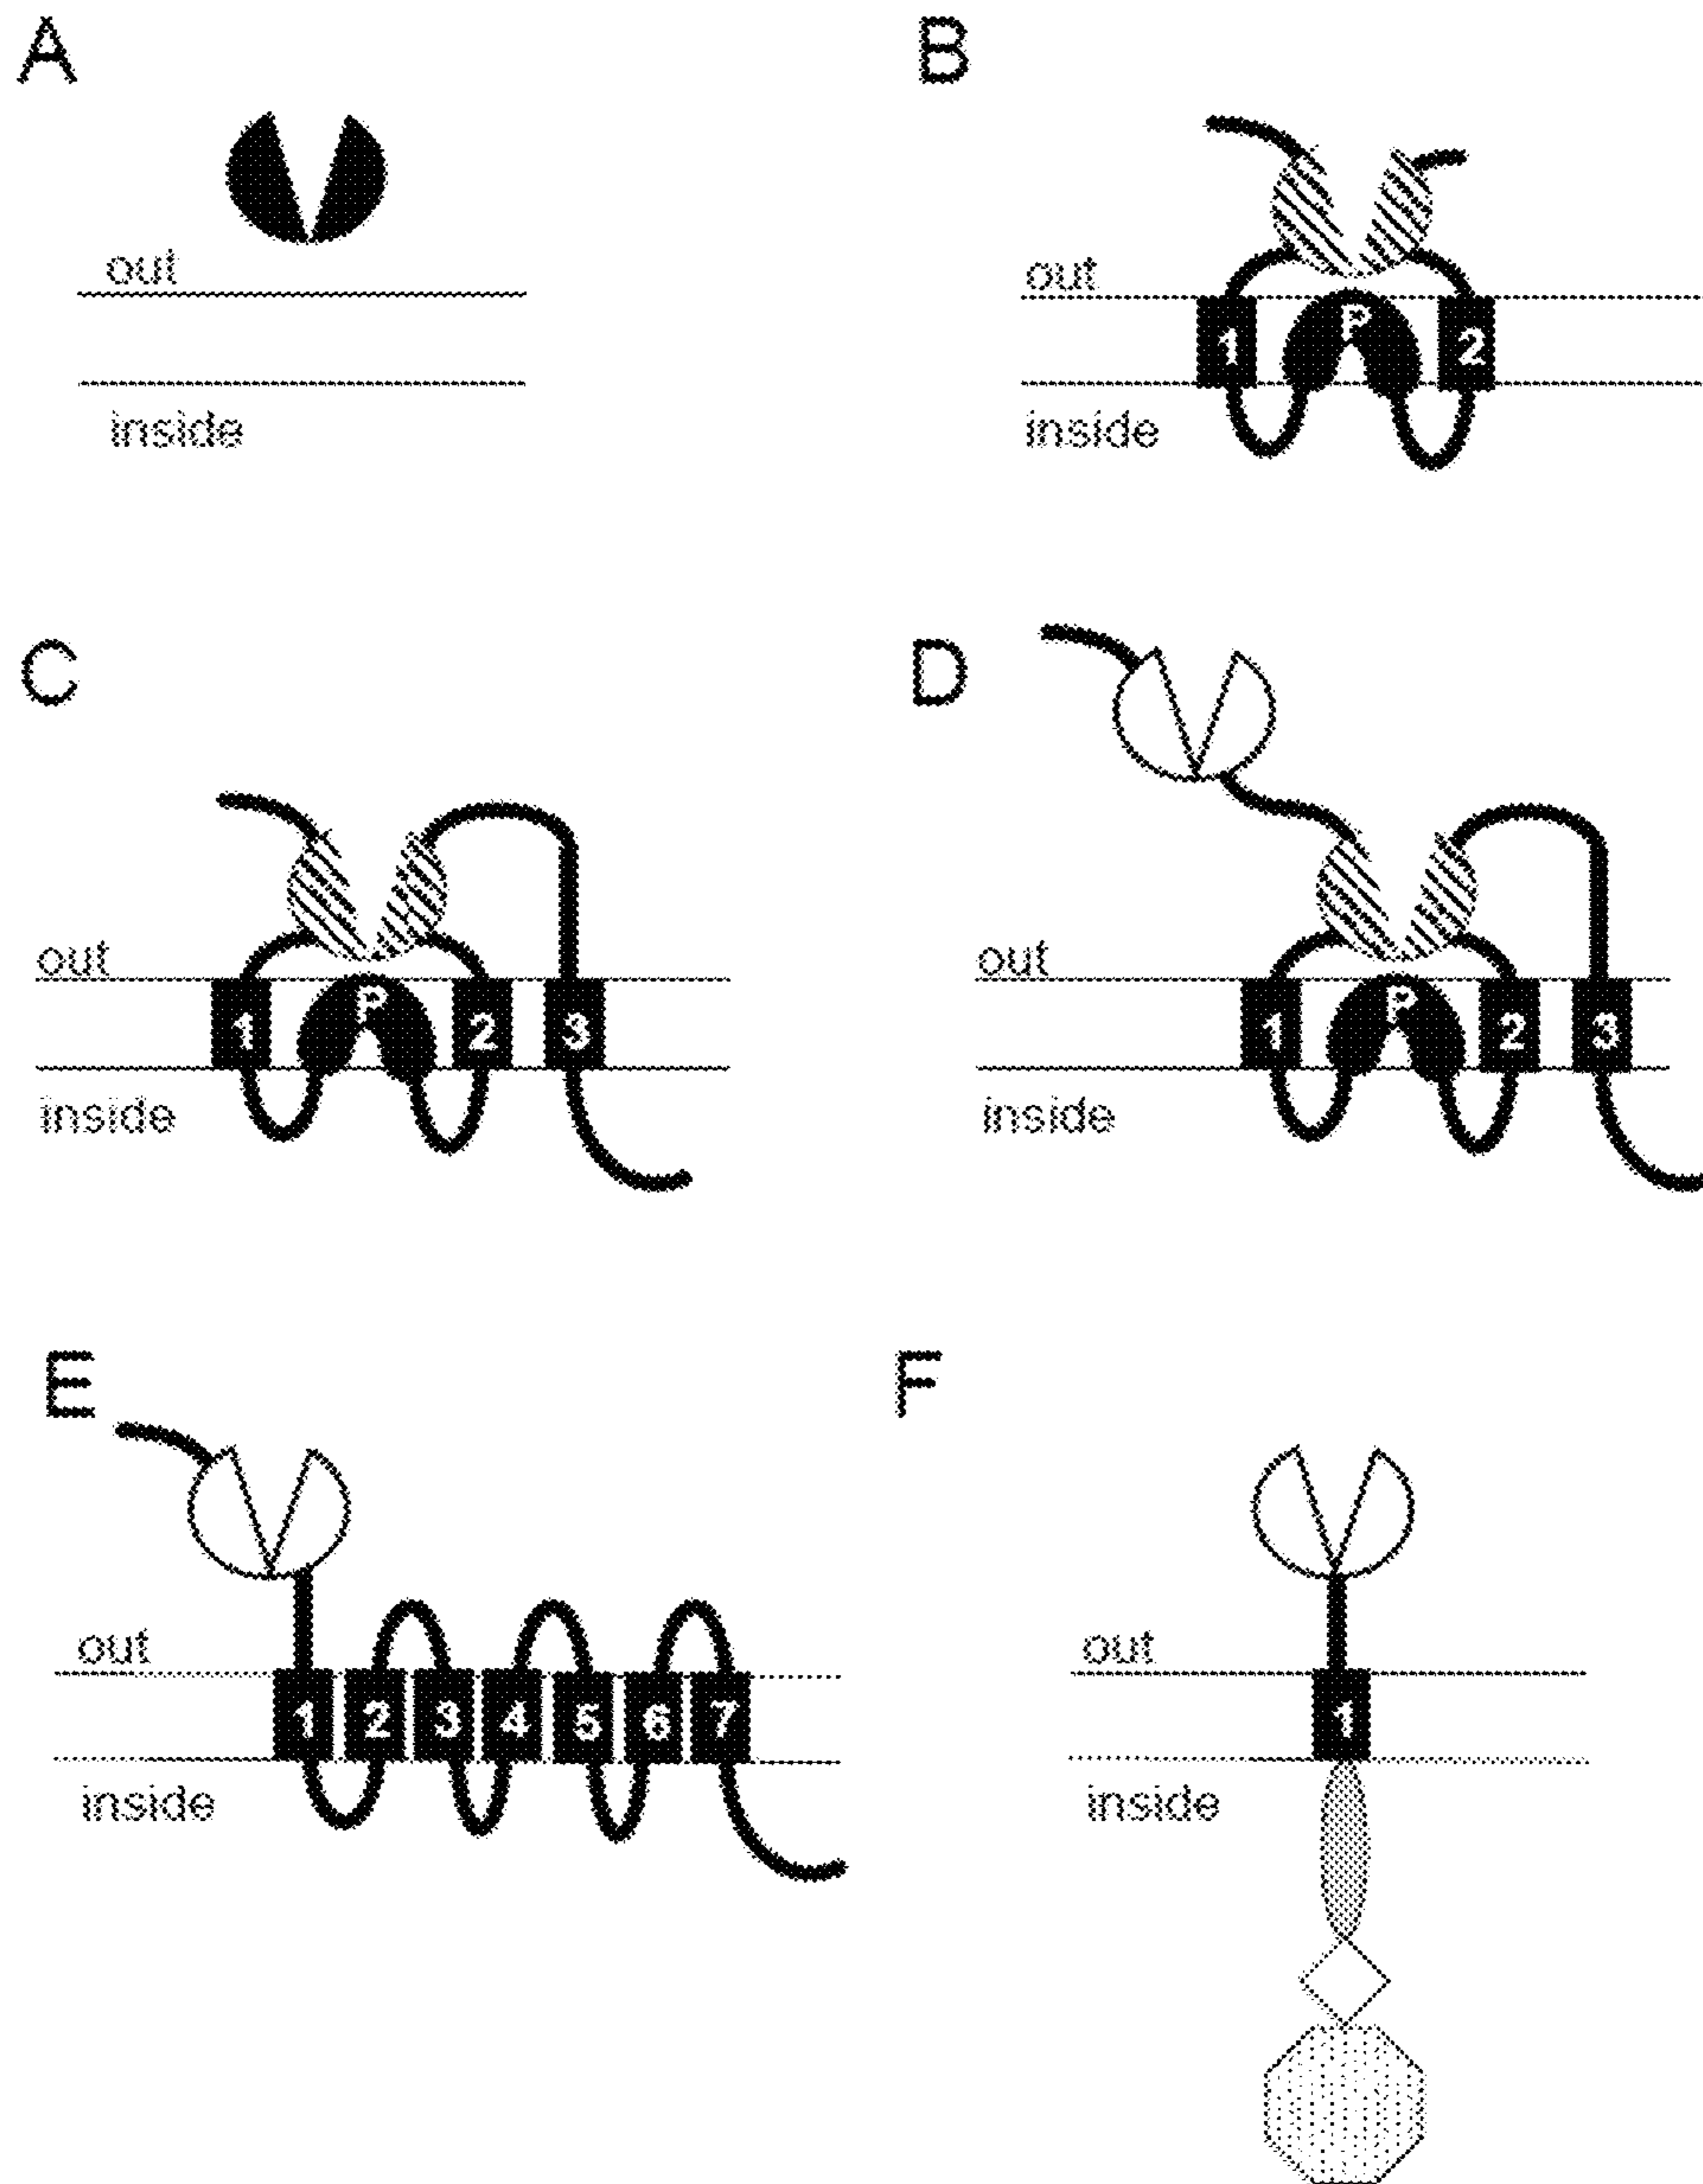 A
B
out
inside
out
1 P 2
inside
C
D
out
1 P 2 3
inside
out
1 P 2 3
inside
E
F
out
1 2 3 4 5 6 7
inside
out
1
inside